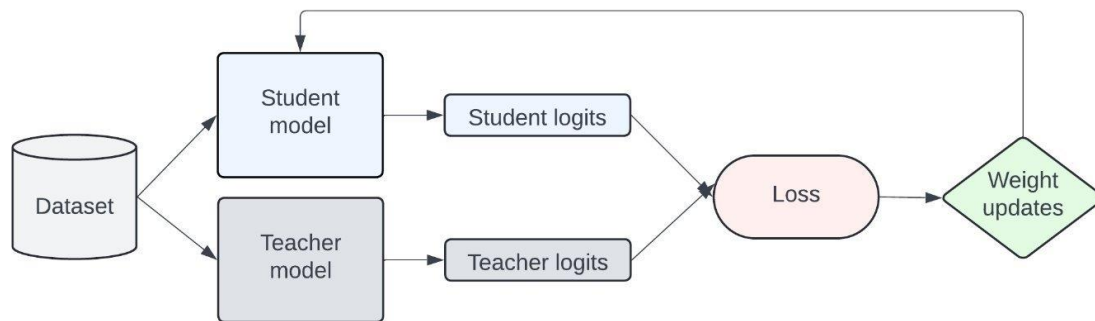 Student
model
Student logits
Dataset
Loss
Weight
updates
Teacher
model
Teacher logits